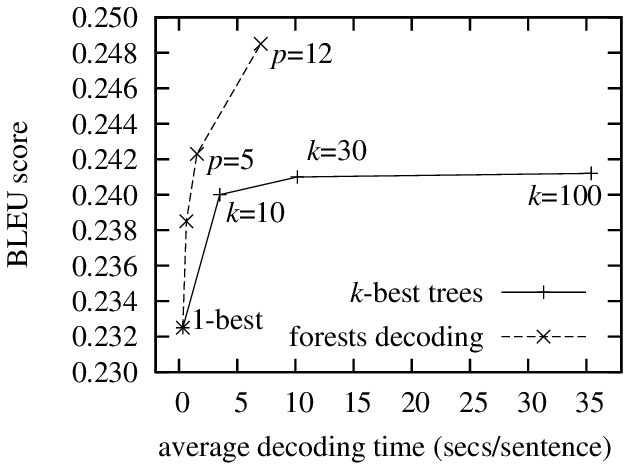 0.250
0.248
0.246
0.244
0.242
0.240
0.238
0.236
0.234
0.232
0.230
BLEU score
p=12
k=30
p=5
k=100
k=10
k-best trees
1-best
forests decoding
0 5 10 15 20 25 30 35
average decoding time (secs/sentence)